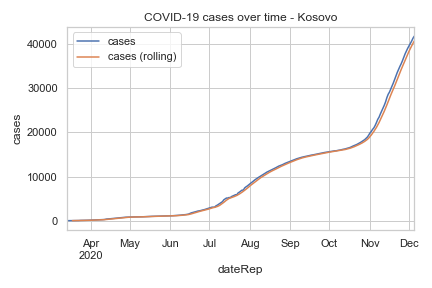 COVID-19 cases over time - Kosovo
cases
cases (rolling)
40000
30000
20000
10000
0
cases
Apr May Jun Jul Aug Sep Oct Nov Dec
2020
dateRep